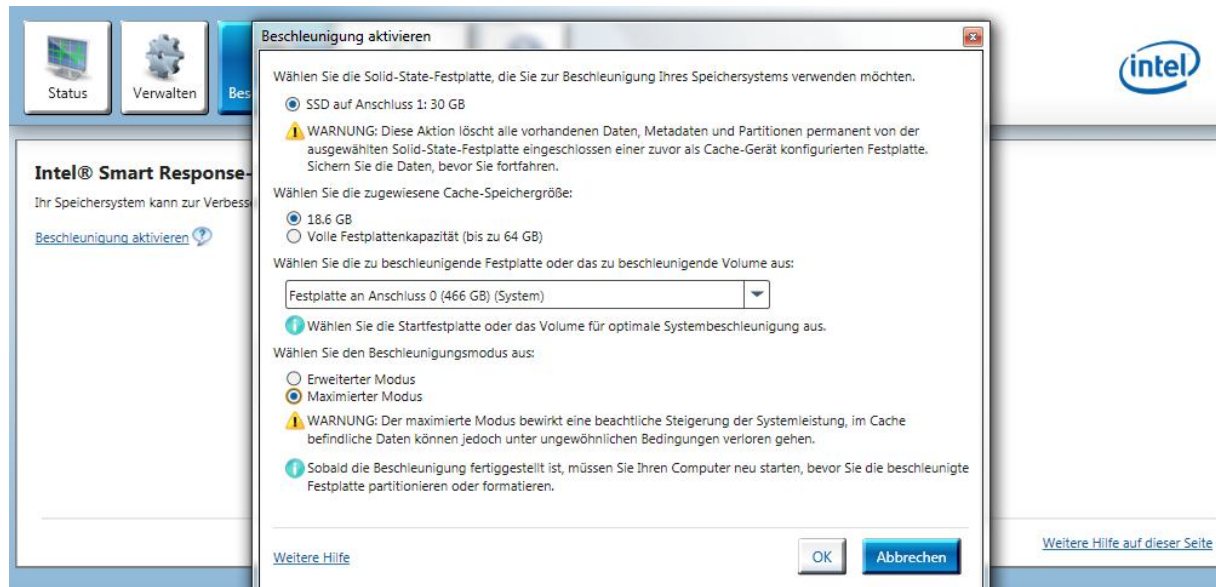 Status
Verwalten
Bes
intel
Intel® Smart Response-
Ihr Speichersystem kann zur Verbesse
Beschleunigung aktivieren
Beschleunigung aktivieren
Wählen Sie die Solid-State-Festplatte, die Sie zur Beschleunigung Ihres Speichersystems verwenden möchten.
SSD auf Anschluss 1: 30 GB
WARNUNG: Diese Aktion löscht alle vorhandenen Daten, Metadaten und Partitionen permanent von der
ausgewählten Solid-State-Festplatte eingeschlossen einer zuvor als Cache-Gerät konfigurierten Festplatte.
Sichern Sie die Daten, bevor Sie fortfahren.
Wählen Sie die zugewiesene Cache-Speichergröße:
18.6 GB
Volle Festplattenkapazität (bis zu 64 GB)
Wählen Sie die zu beschleunigende Festplatte oder das zu beschleunigende Volume aus:
Festplatte an Anschluss 0 (466 GB) (System)
Wählen Sie die Startfestplatte oder das Volume für optimale Systembeschleunigung aus.
Wählen Sie den Beschleunigungsmodus aus:
Erweiterter Modus
Maximierter Modus
WARNUNG: Der maximierte Modus bewirkt eine beachtliche Steigerung der Systemleistung, im Cache
befindliche Daten können jedoch unter ungewöhnlichen Bedingungen verloren gehen.
Sobald die Beschleunigung fertiggestellt ist, müssen Sie Ihren Computer neu starten, bevor Sie die beschleunigte
Festplatte partitionieren oder formatieren.
Weitere Hilfe
OK
Abbrechen
Weitere Hilfe auf dieser Seite